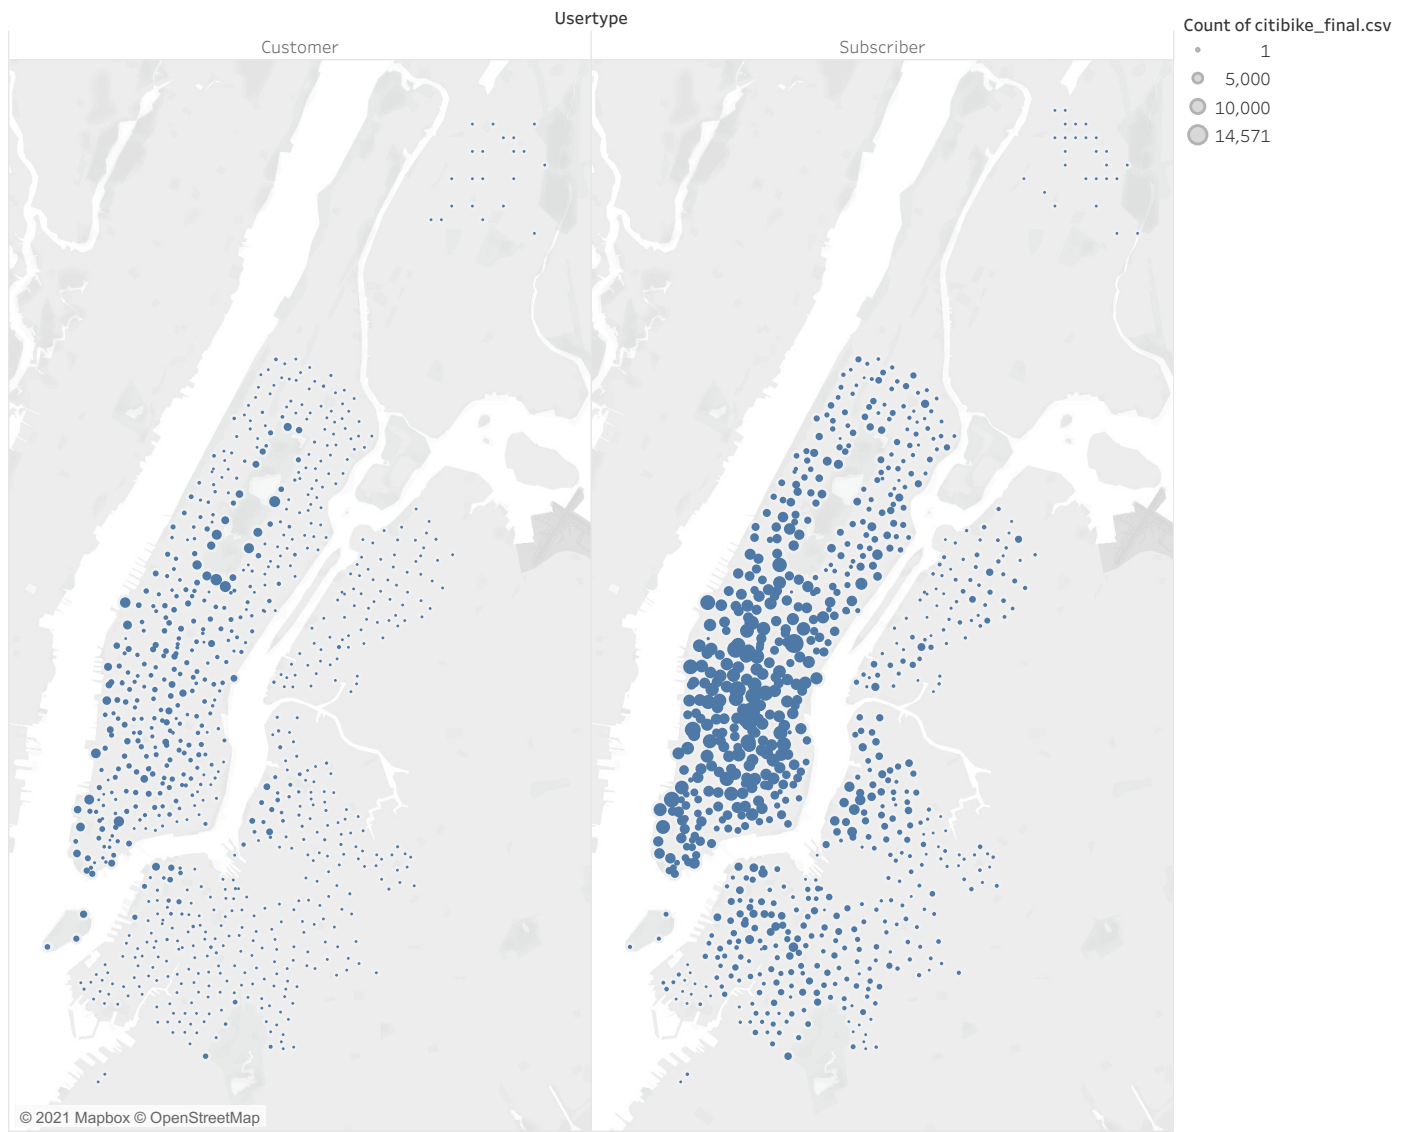 Usertype
Customer
Subscriber
Count of citibike_final.csv
1
5,000
10,000
14,571
© 2021 Mapbox © OpenStreetMap